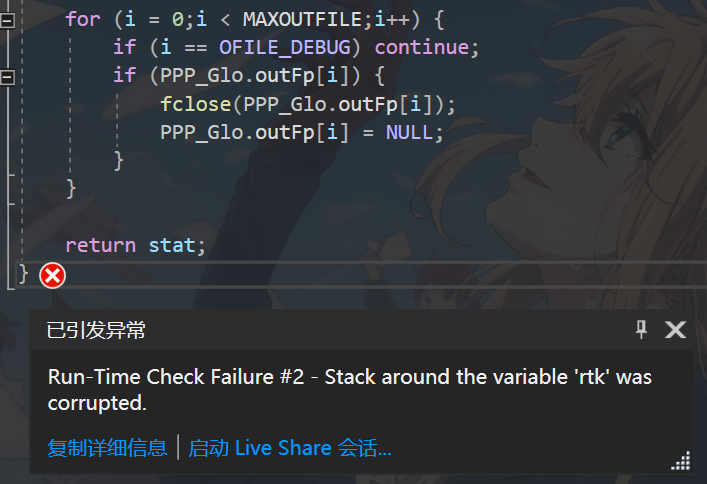 for (i = 0;i < MAXOUTFILE;i++) {
if (i == OFILE_DEBUG) continue;
if (PPP_Glo.outFp[i]) {
fclose(PPP_Glo.outFp[i]);
PPP_Glo.outFp[i] = NULL;
}
}
return stat;
}
已引发异常
Run-Time Check Failure #2 - Stack around the variable 'rtk' was
corrupted.
复制详细信息 | 启动 Live Share 会话...